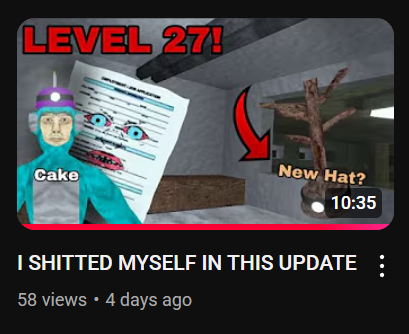 LEVEL 27!
EMPLOYMENT / JOB APPLICATION
Cake
New Hat?
10:35
I SHITTED MYSELF IN THIS UPDATE
58 views • 4 days ago